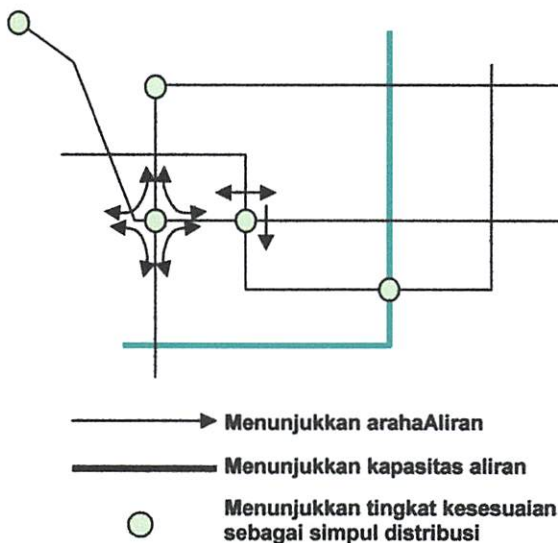 Menunjukkan arahaAliran
Menunjukkan kapasitas aliran
Menunjukkan tingkat kesesuaian
sebagai simpul distribusi